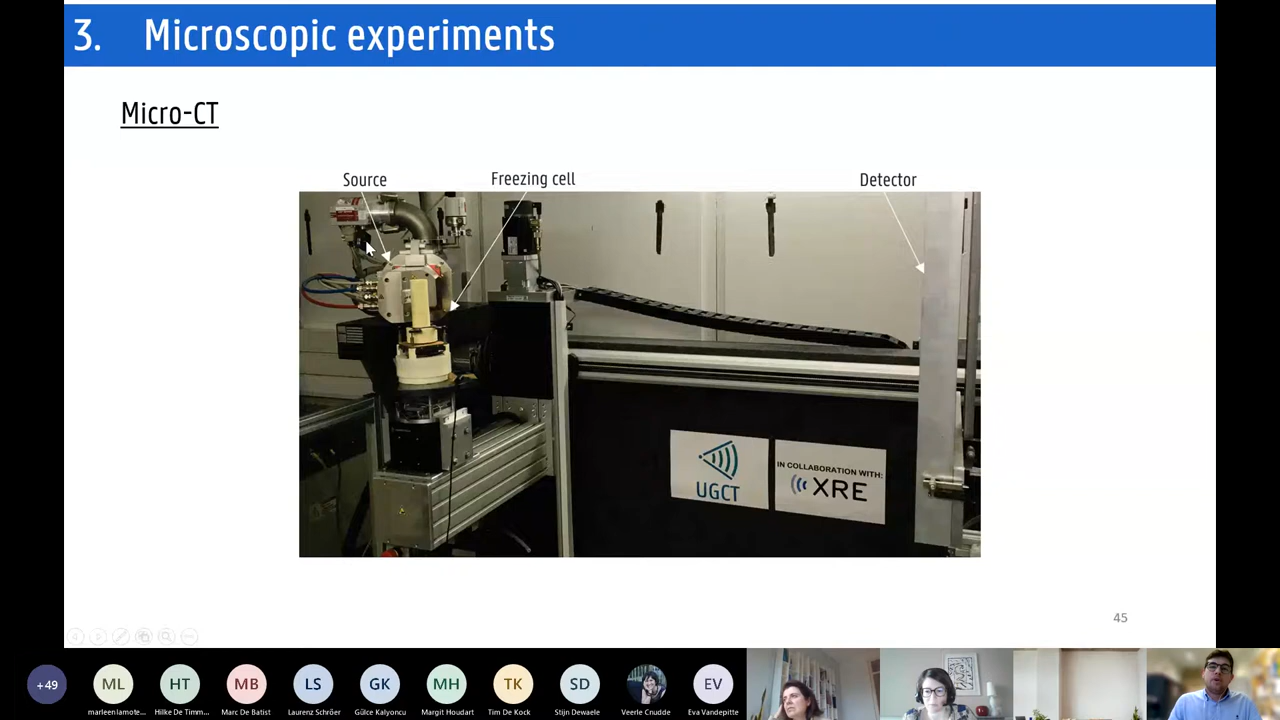 3. Microscopic experiments
Micro-CT
Source
Freezing cell
Detector
UGCT
IN COLLABORATION WITH:
XRE
45
+49
ML
HT
MB
LS
GK
MH
TK
SD
EV
marleen lamote...
Hilke De Timm...
Marc De Batist
Laurenz Schröer
Gülce Kalyoncu
Margit Houdart
Tim De Kock
Stijn Dewaele
Veerle Cnudde
Eva Vandepitte